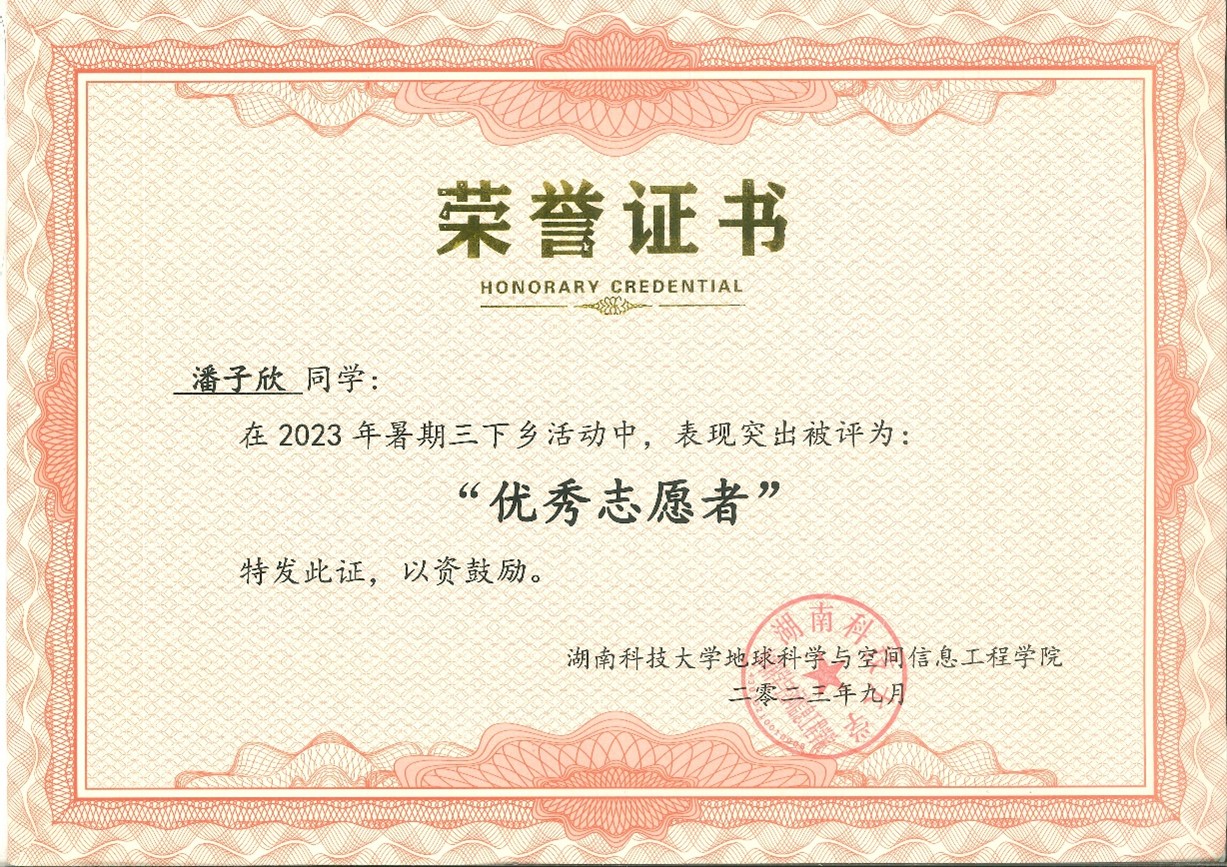 荣誉证书
HONORARY CREDENTIAL
潘子欣 同学：
在 2023 年暑期三下乡活动中，表现突出被评为：
“优秀志愿者”
特发此证，以资鼓励。
湖南科技大学地球科学与空间信息工程学院
二零二三年九月
湖南科技大学